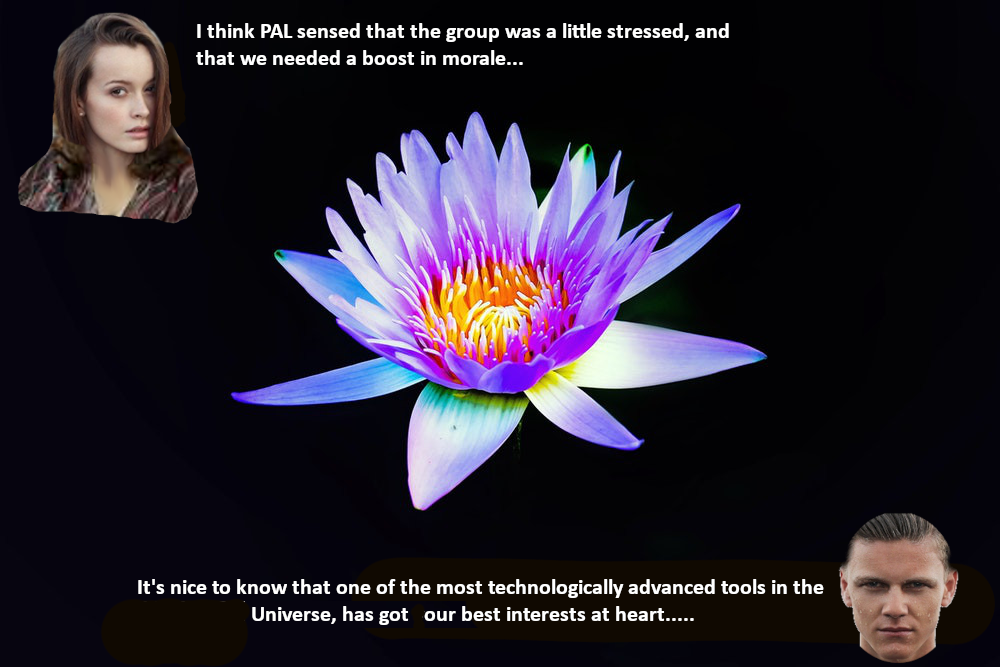 I think PAL sensed that the group was a little stressed, and
that we needed a boost in morale...
It's nice to know that one of the most technologically advanced tools in the
Universe, has got our best interests at heart.....